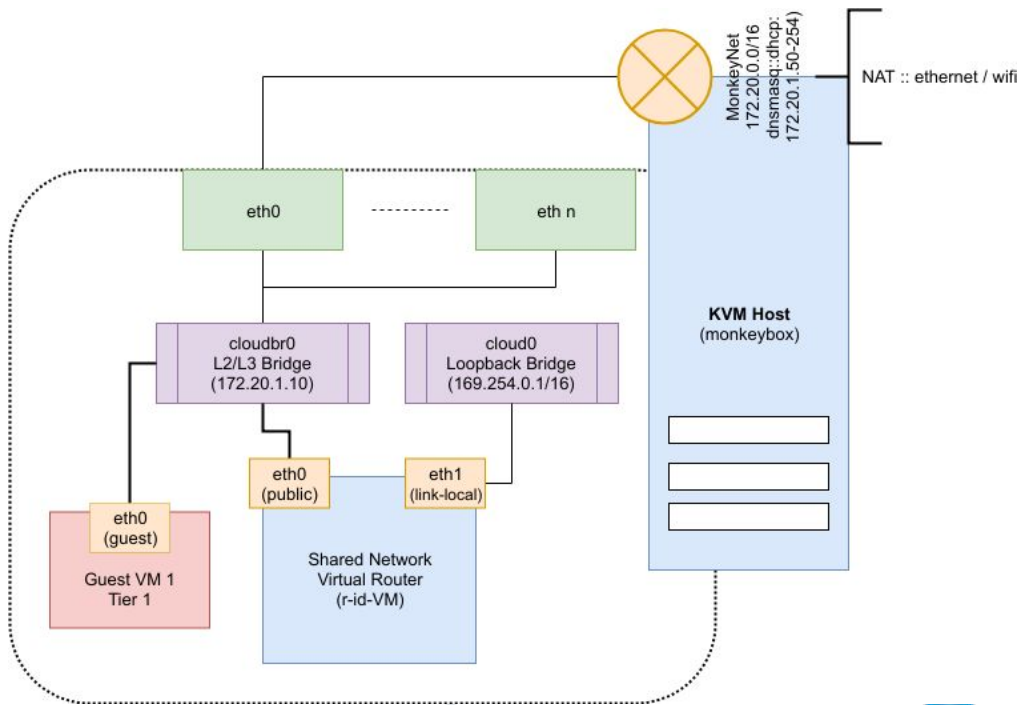 MonkeyNet
172.20.0.0/16
dnsmasq::dhcp:
172.20.1.50-254)
NAT :: ethernet / wifi
eth0
eth n
KVM Host
(monkeybox)
cloudbr0
L2/L3 Bridge
(172.20.1.10)
cloud0
Loopback Bridge
(169.254.0.1/16)
eth0
(public)
eth1
(link-local)
eth0
(guest)
Guest VM 1
Tier 1
Shared Network
Virtual Router
(r-id-VM)